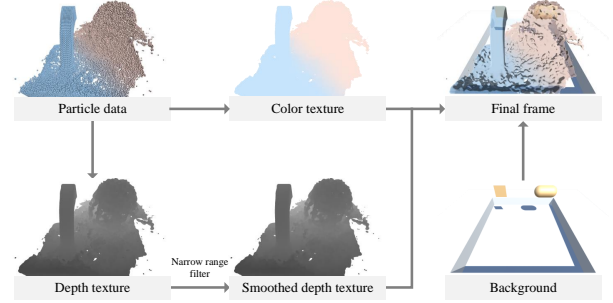 Particle data
Color texture
Final frame
Narrow range
filter
Depth texture
Smoothed depth texture
Background